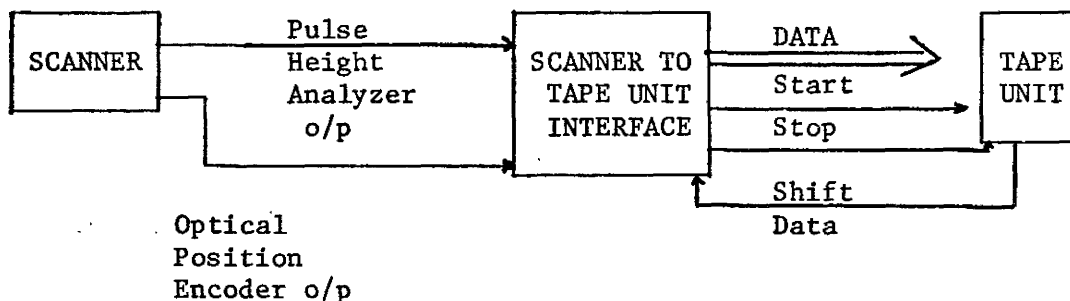 SCANNER
Pulse
Height
Analyzer
o/p
Optical
Position
Encoder o/p
SCANNER TO
TAPE UNIT
INTERFACE
DATA
Start
Stop
Shift
Data
TAPE
UNIT